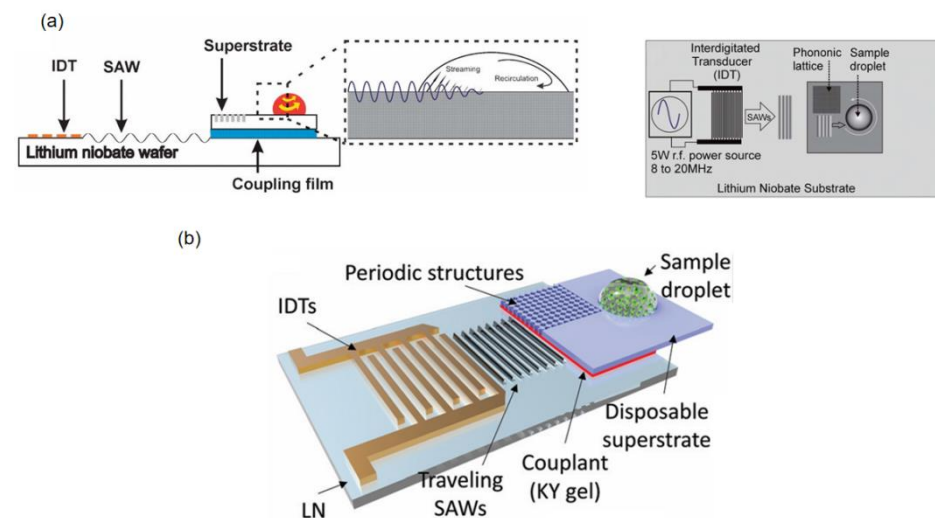 (a)
IDT
SAW
Superstrate
Streaming
Recirculation
Lithium niobate wafer
Coupling film
Interdigitated
Transducer
(IDT)
Phononic
lattice
Sample
droplet
SAWs
5W r.f. power source
8 to 20MHz
Lithium Niobate Substrate
(b)
Periodic structures
Sample
droplet
IDTs
Disposable
superstrate
Couplant
(KY gel)
Traveling
SAWs
LN